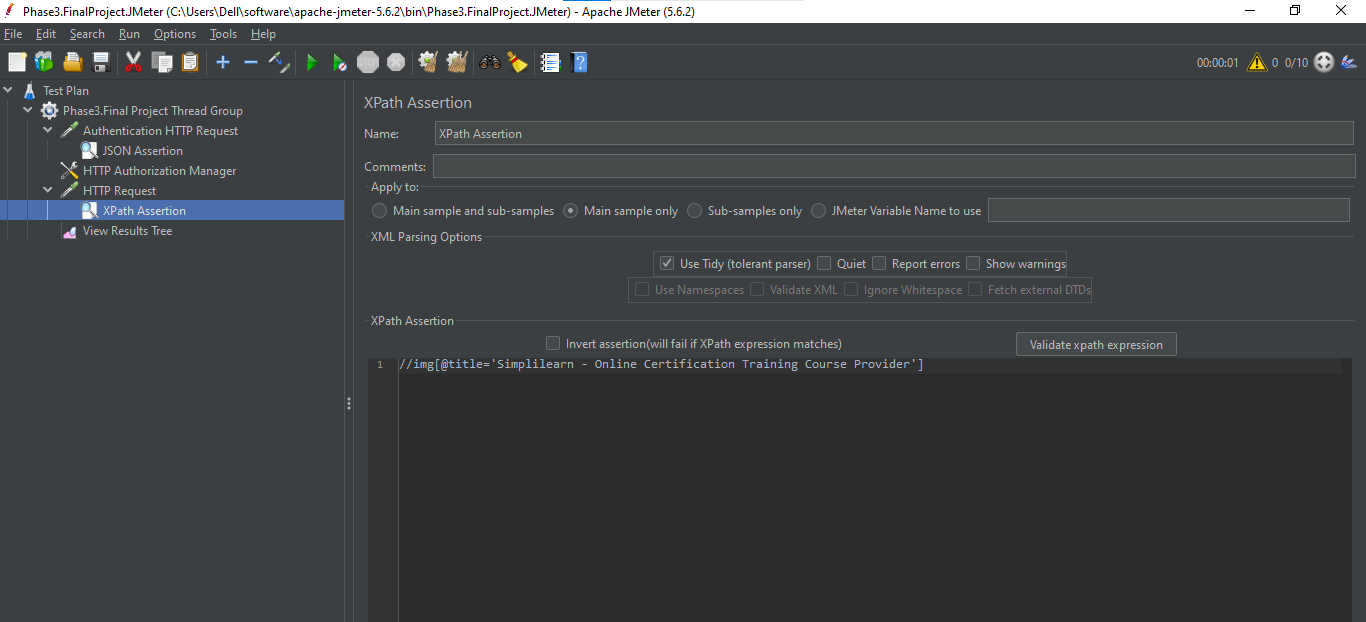 Phase3.FinalProject.JMeter (C:\Users\Dell\software\apache-jmeter-5.6.2\bin\Phase3.FinalProject.JMeter) - Apache JMeter (5.6.2)
File Edit Search Run Options Tools Help
STOP 00:00:01 0 0/10
Test Plan
Phase3.Final Project Thread Group
Authentication HTTP Request
JSON Assertion
HTTP Authorization Manager
HTTP Request
XPath Assertion
View Results Tree
XPath Assertion
Name: XPath Assertion
Comments:
Apply to:
Main sample and sub-samples Main sample only Sub-samples only JMeter Variable Name to use
XML Parsing Options
Use Tidy (tolerant parser) Quiet Report errors Show warnings
Use Namespaces Validate XML Ignore Whitespace Fetch external DTDs
XPath Assertion
Invert assertion(will fail if XPath expression matches) Validate xpath expression
1 //img[@title='Simplilearn - Online Certification Training Course Provider']